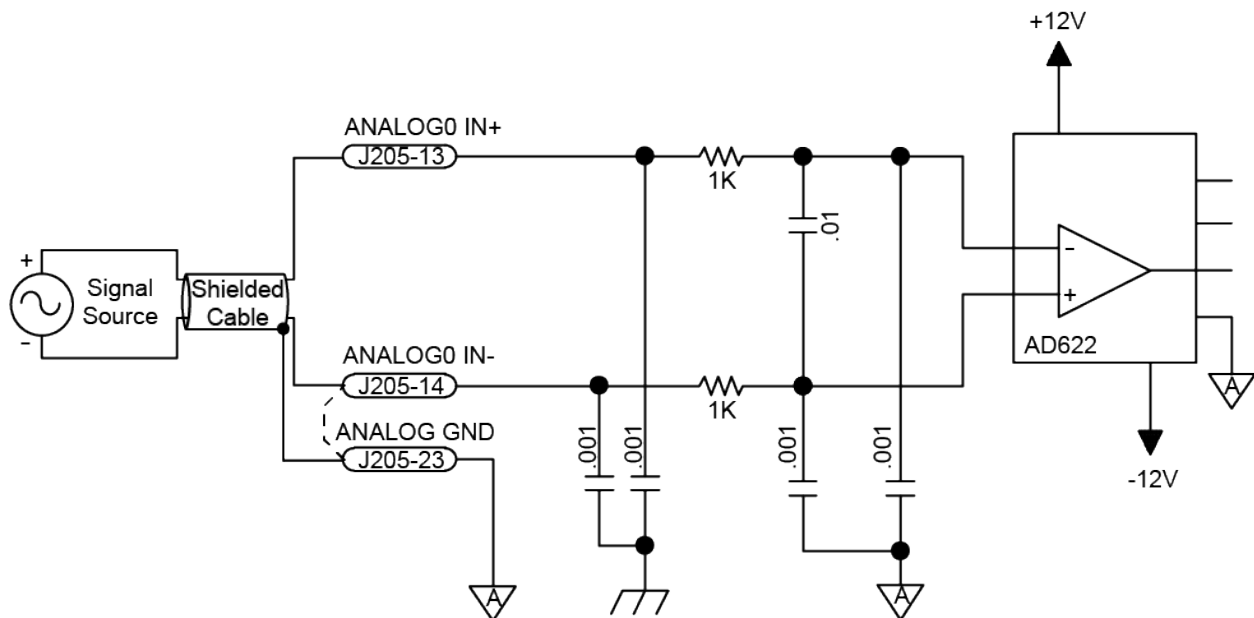 +12V
ANALOG0 IN+
J205-13
1K
.01
+
Signal
Source
-
Shielded
Cable
-
+
AD622
ANALOG0 IN-
J205-14
1K
ANALOG GND
J205-23
.001
.001
.001
.001
-12V
A
A
A